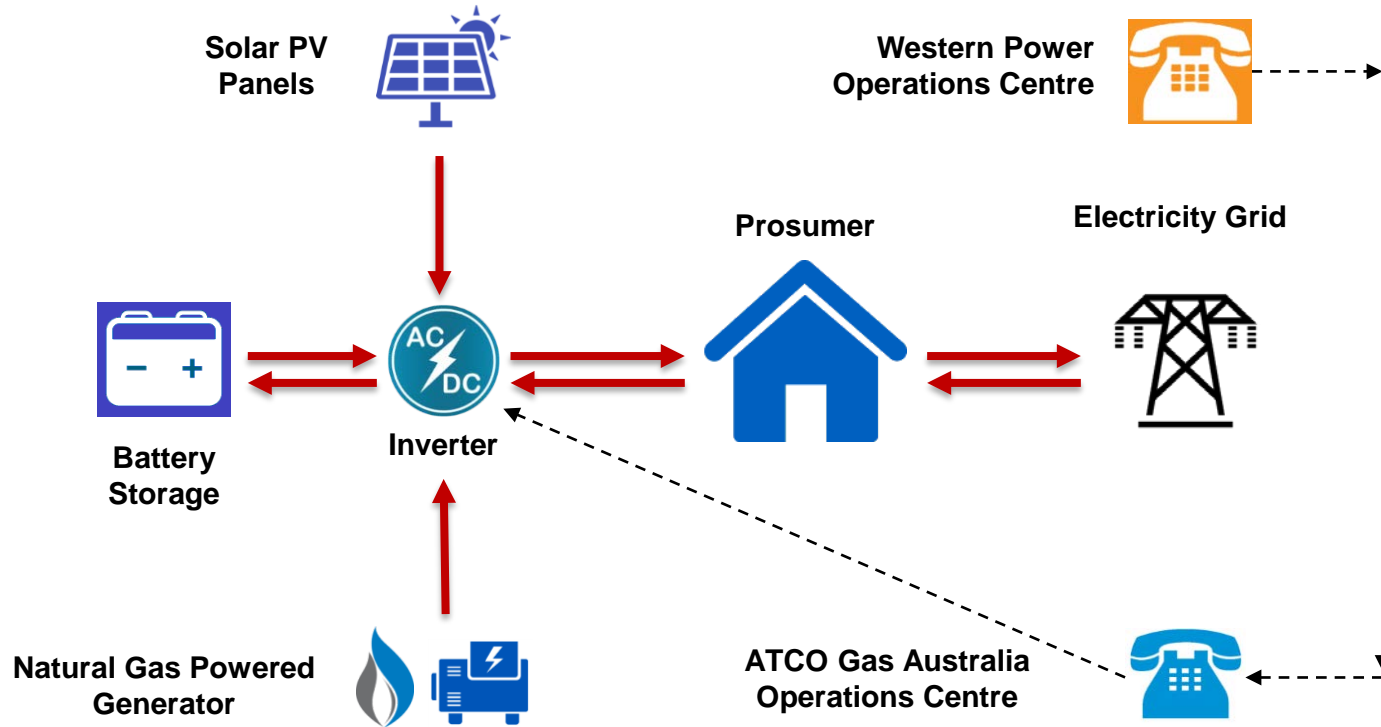 Solar PV
Panels
Western Power
Operations Centre
Prosumer
Electricity Grid
AC
DC
- +
Inverter
Battery
Storage
Natural Gas Powered
Generator
ATCO Gas Australia
Operations Centre